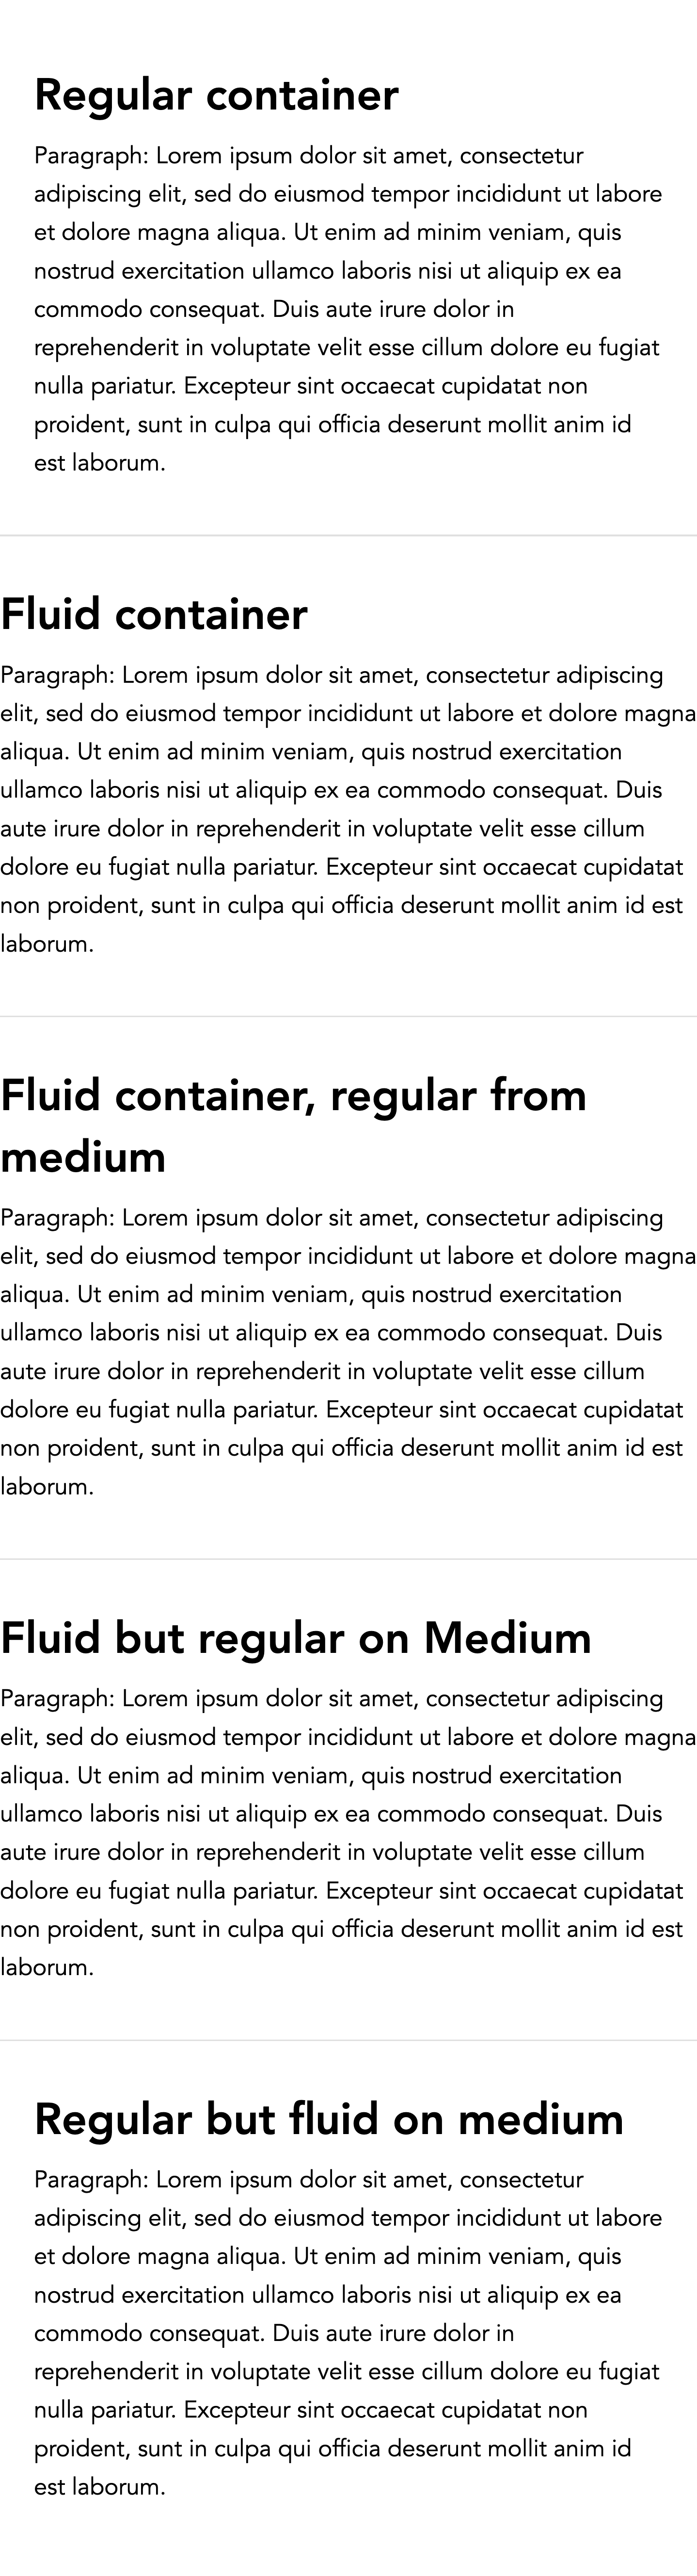 Regular container
Paragraph: Lorem ipsum dolor sit amet, consectetur
adipiscing elit, sed do eiusmod tempor incididunt ut labore
et dolore magna aliqua. Ut enim ad minim veniam, quis
nostrud exercitation ullamco laboris nisi ut aliquip ex ea
commodo consequat. Duis aute irure dolor in
reprehenderit in voluptate velit esse cillum dolore eu fugiat
nulla pariatur. Excepteur sint occaecat cupidatat non
proident, sunt in culpa qui officia deserunt mollit anim id
est laborum.
Fluid container
Paragraph: Lorem ipsum dolor sit amet, consectetur adipiscing
elit, sed do eiusmod tempor incididunt ut labore et dolore magna
aliqua. Ut enim ad minim veniam, quis nostrud exercitation
ullamco laboris nisi ut aliquip ex ea commodo consequat. Duis
aute irure dolor in reprehenderit in voluptate velit esse cillum
dolore eu fugiat nulla pariatur. Excepteur sint occaecat cupidatat
non proident, sunt in culpa qui officia deserunt mollit anim id est
laborum.
Fluid container, regular from
medium
Paragraph: Lorem ipsum dolor sit amet, consectetur adipiscing
elit, sed do eiusmod tempor incididunt ut labore et dolore magna
aliqua. Ut enim ad minim veniam, quis nostrud exercitation
ullamco laboris nisi ut aliquip ex ea commodo consequat. Duis
aute irure dolor in reprehenderit in voluptate velit esse cillum
dolore eu fugiat nulla pariatur. Excepteur sint occaecat cupidatat
non proident, sunt in culpa qui officia deserunt mollit anim id est
laborum.
Fluid but regular on Medium
Paragraph: Lorem ipsum dolor sit amet, consectetur adipiscing
elit, sed do eiusmod tempor incididunt ut labore et dolore magna
aliqua. Ut enim ad minim veniam, quis nostrud exercitation
ullamco laboris nisi ut aliquip ex ea commodo consequat. Duis
aute irure dolor in reprehenderit in voluptate velit esse cillum
dolore eu fugiat nulla pariatur. Excepteur sint occaecat cupidatat
non proident, sunt in culpa qui officia deserunt mollit anim id est
laborum.
Regular but fluid on medium
Paragraph: Lorem ipsum dolor sit amet, consectetur
adipiscing elit, sed do eiusmod tempor incididunt ut labore
et dolore magna aliqua. Ut enim ad minim veniam, quis
nostrud exercitation ullamco laboris nisi ut aliquip ex ea
commodo consequat. Duis aute irure dolor in
reprehenderit in voluptate velit esse cillum dolore eu fugiat
nulla pariatur. Excepteur sint occaecat cupidatat non
proident, sunt in culpa qui officia deserunt mollit anim id
est laborum.